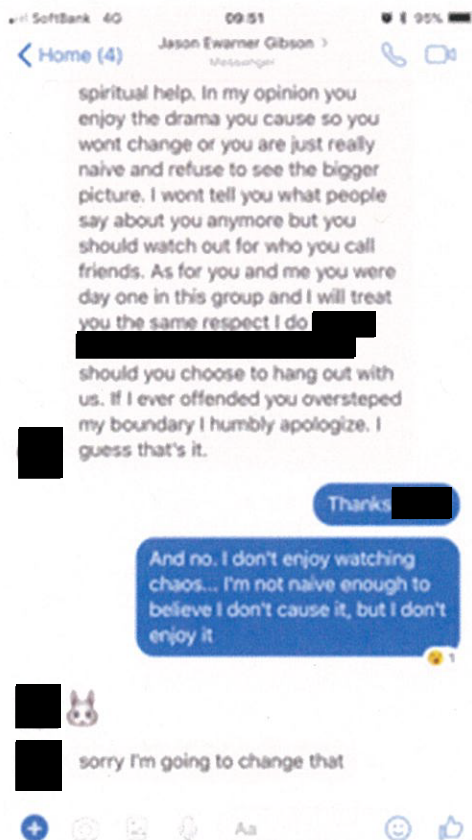 SoftBank 4G 09:51 95%
Home (4) Jason Ewarner Gibson >
Messenger
spiritual help. In my opinion you
enjoy the drama you cause so you
wont change or you are just really
naive and refuse to see the bigger
picture. I wont tell you what people
say about you anymore but you
should watch out for who you call
friends. As for you and me you were
day one in this group and I will treat
you the same respect I do
should you choose to hang out with
us. If I ever offended you oversteped
my boundary I humbly apologize. I
guess that's it.
Thanks
And no. I don't enjoy watching
chaos... I'm not naive enough to
believe I don't cause it, but I don't
enjoy it
1
sorry I'm going to change that
Aa